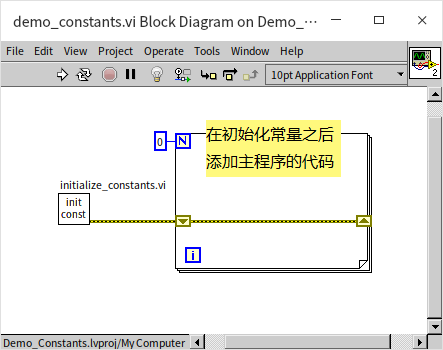 demo_constants.vi Block Diagram on Demo_···
File Edit View Project Operate Tools Window Help
10pt Application Font
2
0
N
在初始化常量之后
添加主程序的代码
initialize_constants.vi
init
const
i
Demo_Constants.lvproj/My Computer